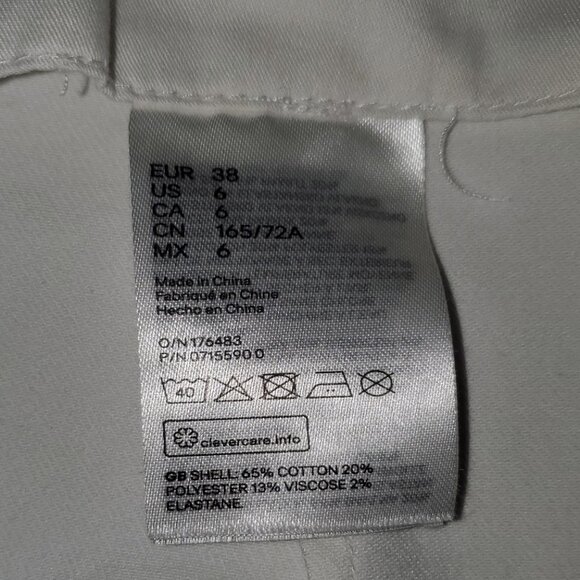 EUR 38
US 6
CA 6
CN 165/72A
MX 6
Made in China
Fabriqué en Chine
Hecho en China
O/N 176483
P/N 0715590 0
40
clevercare.info
GB SHELL: 65% COTTON 20%
POLYESTER 13% VISCOSE 2%
ELASTANE.